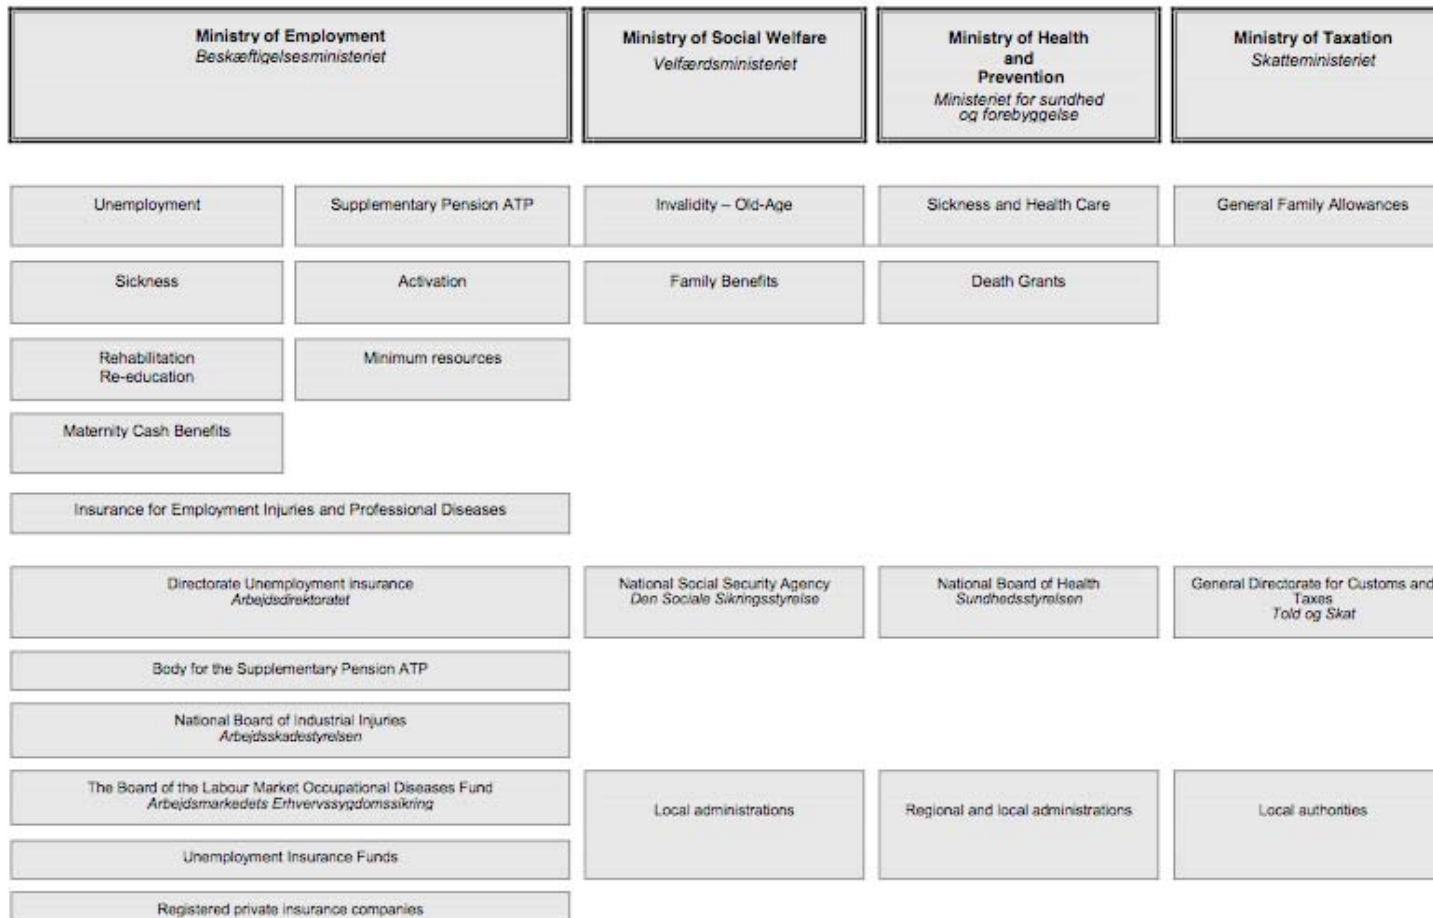 Ministry of Employment
Beskæftigelsesministeriet
Ministry of Social Welfare
Velfærdsministeriet
Ministry of Health
and
Prevention
Ministeriet for sundhed
og forebyggelse
Ministry of Taxation
Skatteministeriet
Unemployment
Supplementary Pension ATP
Invalidity – Old-Age
Sickness and Health Care
General Family Allowances
Sickness
Activation
Family Benefits
Death Grants
Rehabilitation
Re-education
Minimum resources
Maternity Cash Benefits
Insurance for Employment Injuries and Professional Diseases
Directorate Unemployment insurance
Arbejdsdirektoratet
National Social Security Agency
Den Sociale Sikringsstyrelse
National Board of Health
Sundhedsstyrelsen
General Directorate for Customs and
Taxes
Told og Skat
Body for the Supplementary Pension ATP
National Board of Industrial Injuries
Arbejdsskadestyrelsen
The Board of the Labour Market Occupational Diseases Fund
Arbejdsmarkedets Erhvervssygdomssikring
Local administrations
Regional and local administrations
Local authorities
Unemployment Insurance Funds
Registered private insurance companies